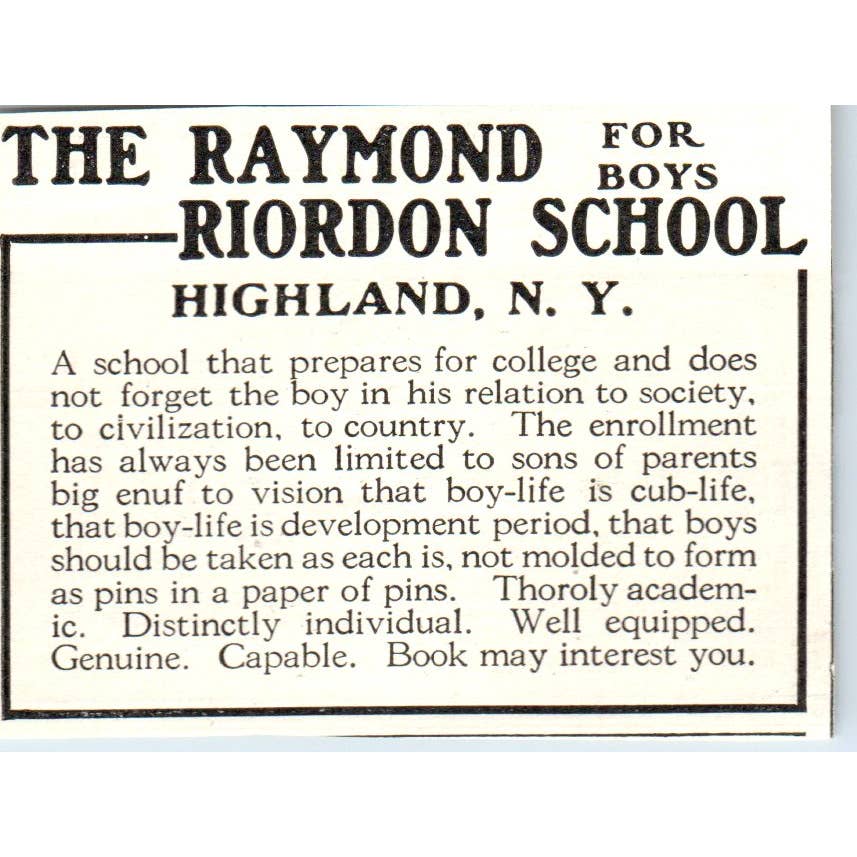 THE RAYMOND FOR BOYS
RIORDON SCHOOL
HIGHLAND, N. Y.
A school that prepares for college and does
not forget the boy in his relation to society,
to civilization, to country. The enrollment
has always been limited to sons of parents
big enuf to vision that boy-life is cub-life,
that boy-life is development period, that boys
should be taken as each is, not molded to form
as pins in a paper of pins. Thoroly academ-
ic. Distinctly individual. Well equipped.
Genuine. Capable. Book may interest you.